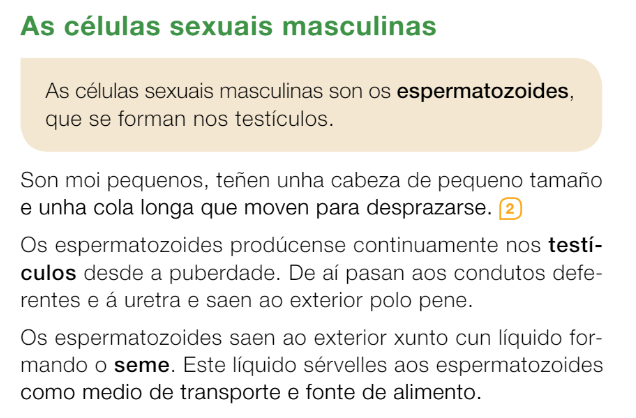 As células sexuais masculinas
As células sexuais masculinas son os espermatozoides,
que se forman nos testículos.
Son moi pequenos, teñen unha cabeza de pequeno tamaño
e unha cola longa que moven para desprazarse. 2
Os espermatozoides prodúcense continuamente nos testí-
culos desde a puberdade. De aí pasan aos condutos defe-
rentes e á uretra e saen ao exterior polo pene.
Os espermatozoides saen ao exterior xunto cun líquido for-
mando o seme. Este líquido sérvelles aos espermatozoides
como medio de transporte e fonte de alimento.